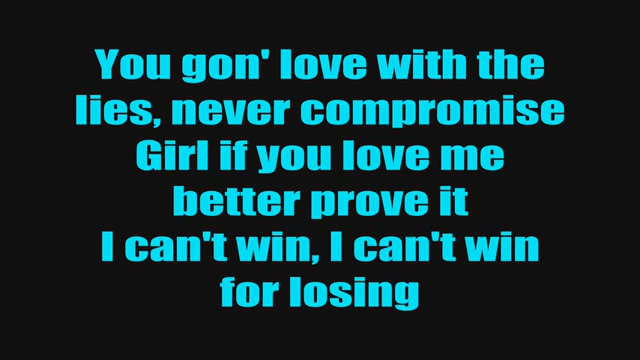 You gon' love with the
lies, never compromise
Girl if you love me
better prove it
I can't win, I can't win
for losing